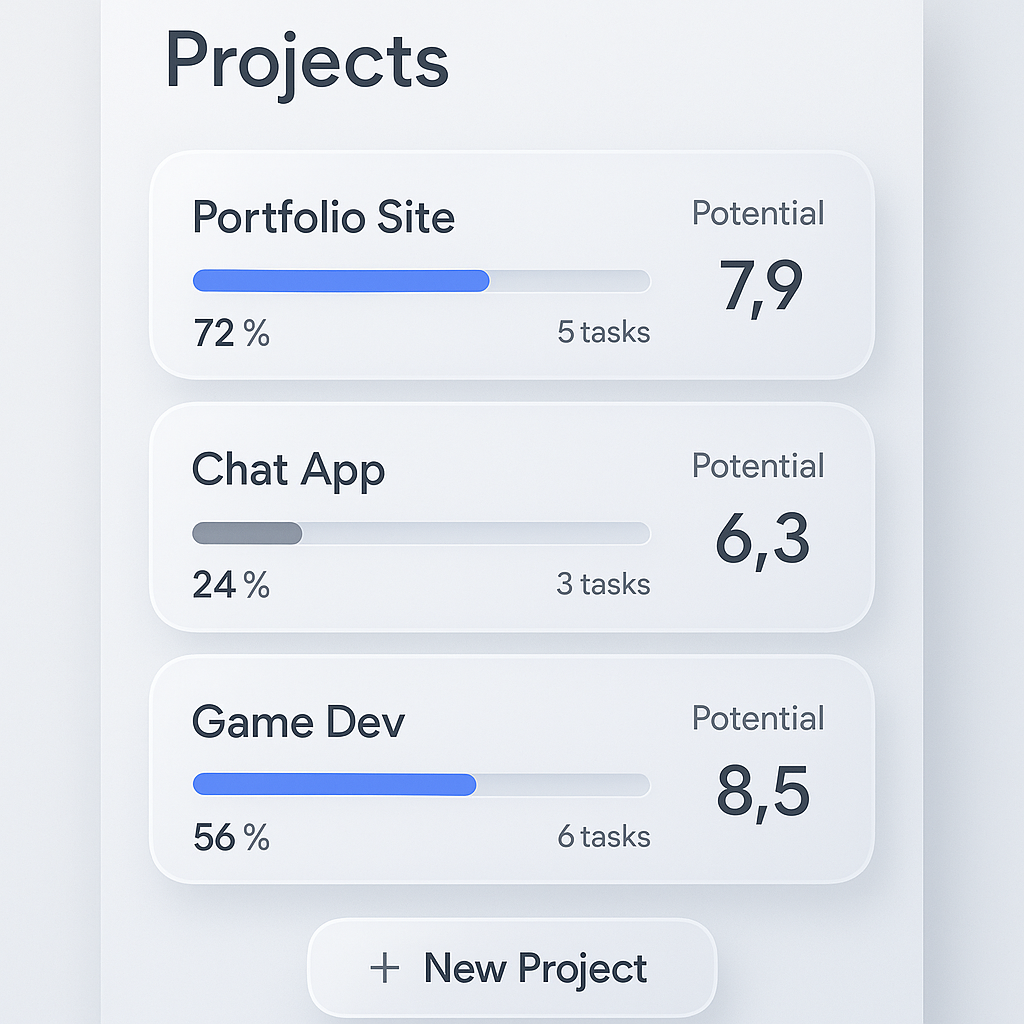 Projects
Portfolio Site
Potential
7,9
72 %
5 tasks
Chat App
Potential
6,3
24 %
3 tasks
Game Dev
Potential
8,5
56 %
6 tasks
+ New Project